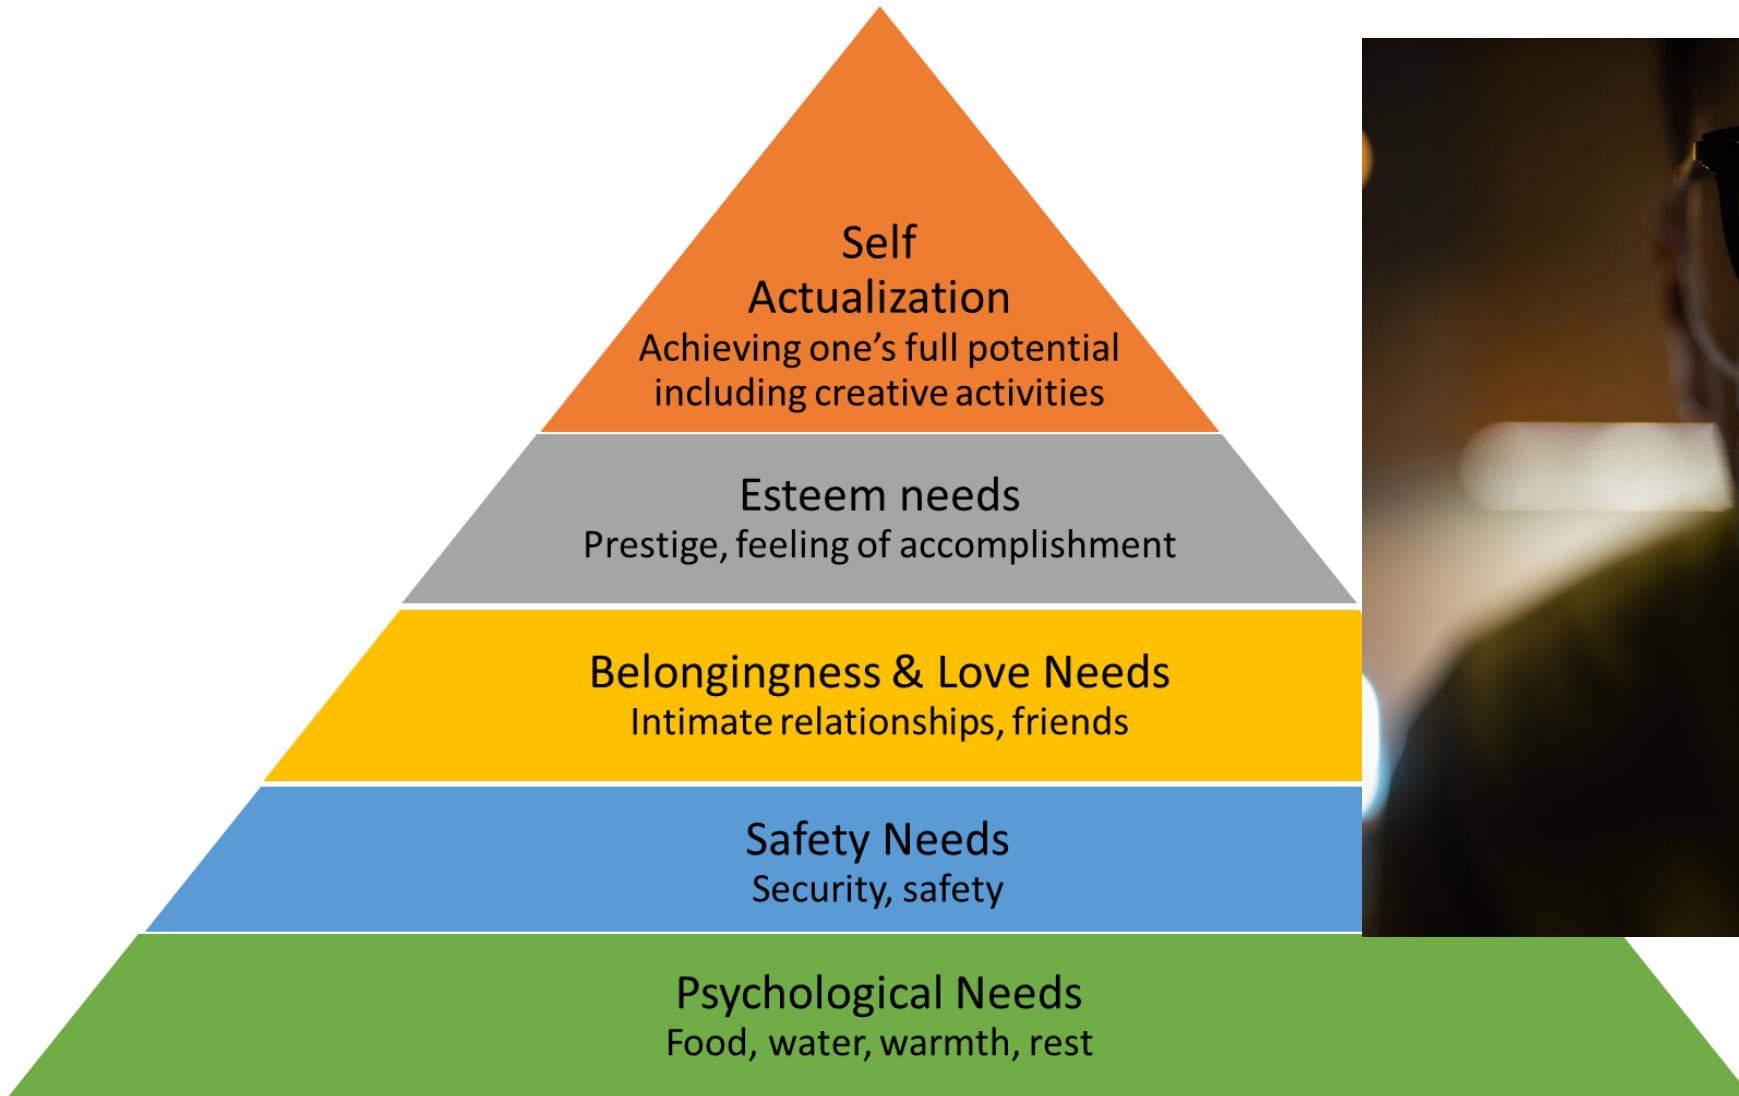 Self
Actualization
Achieving one’s full potential
including creative activities
Esteem needs
Prestige, feeling of accomplishment
Belongingness & Love Needs
Intimate relationships, friends
Safety Needs
Security, safety
Psychological Needs
Food, water, warmth, rest